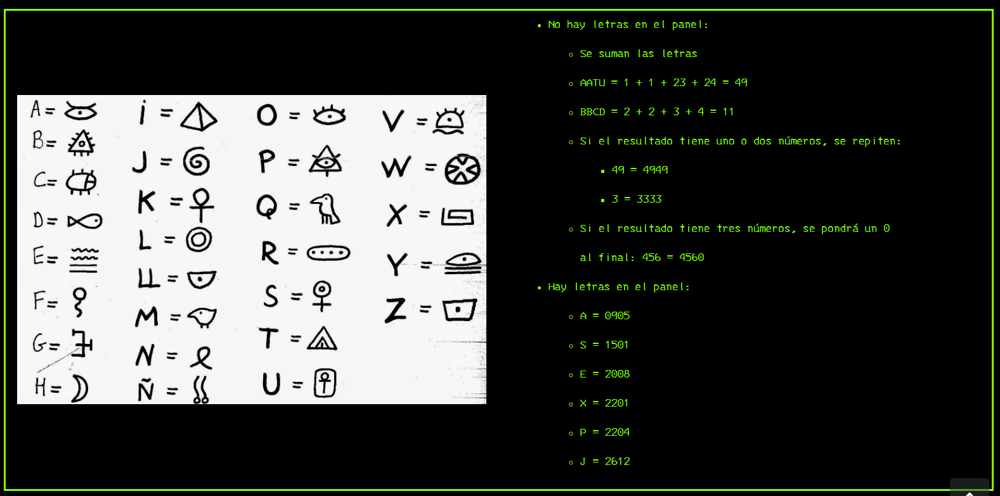 A =
B =
C =
D =
E =
F =
G =
H =
i =
J =
K =
L =
LL =
M =
N =
Ñ =
O =
P =
Q =
R =
S =
T =
U =
V =
W =
X =
Y =
Z =
No hay letras en el panel:
Se suman las letras
AATU = 1 + 1 + 23 + 24 = 49
BBCD = 2 + 2 + 3 + 4 = 11
Si el resultado tiene uno o dos números, se repiten:
49 = 4949
3 = 3333
Si el resultado tiene tres números, se pondrá un 0
al final: 456 = 4560
Hay letras en el panel:
A = 0905
S = 1501
E = 2008
X = 2201
P = 2204
J = 2612